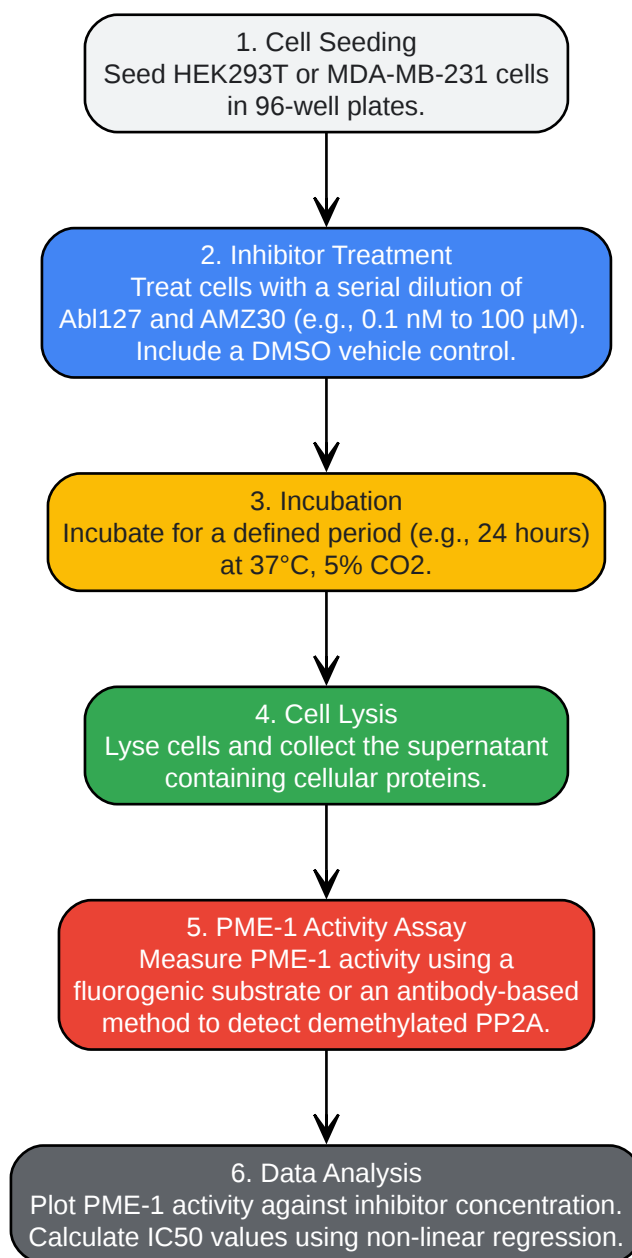 1. Cell Seeding
Seed HEK293T or MDA-MB-231 cells
in 96-well plates.
2. Inhibitor Treatment
Treat cells with a serial dilution of
Abl127 and AMZ30 (e.g., 0.1 nM to 100 µM).
Include a DMSO vehicle control.
3. Incubation
Incubate for a defined period (e.g., 24 hours)
at 37°C, 5% CO2.
4. Cell Lysis
Lyse cells and collect the supernatant
containing cellular proteins.
5. PME-1 Activity Assay
Measure PME-1 activity using a
fluorogenic substrate or an antibody-based
method to detect demethylated PP2A.
6. Data Analysis
Plot PME-1 activity against inhibitor concentration.
Calculate IC50 values using non-linear regression.